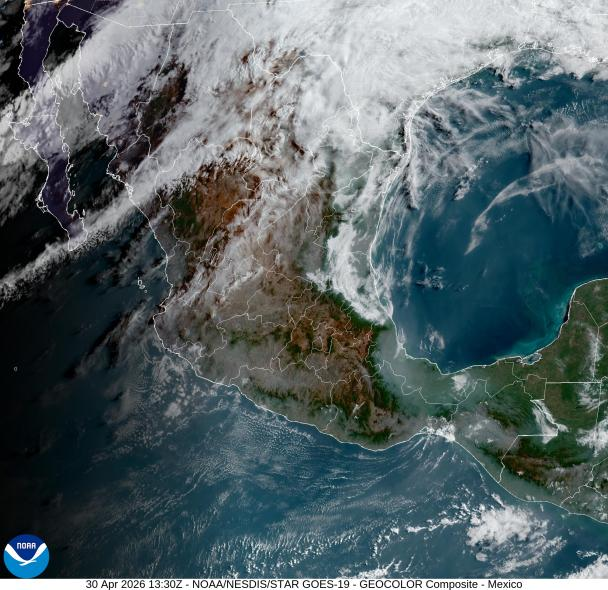 NOAA
30 Apr 2026 13:30Z - NOAA/NESDIS/STAR GOES-19 - GEOCOLOR Composite - Mexico